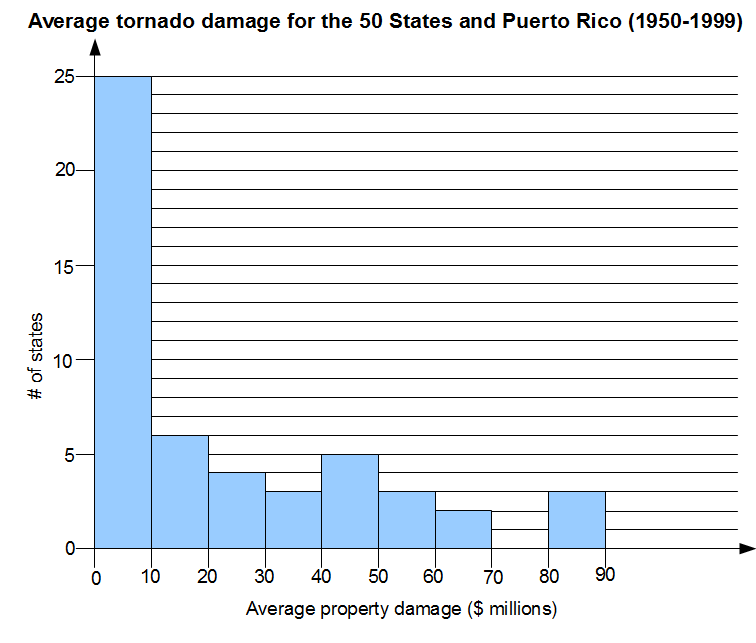 Average tornado damage for the 50 States and Puerto Rico (1950-1999)
25
20
15
10
5
0
# of states
0 10 20 30 40 50 60 70 80 90
Average property damage ($ millions)